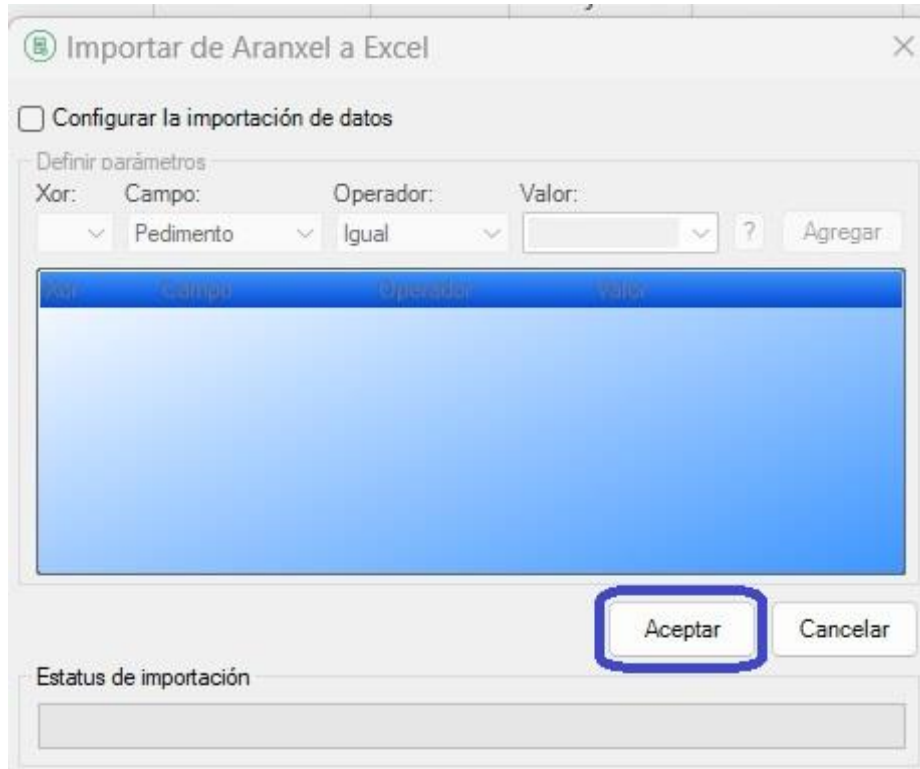 Importar de Aranxel a Excel
Configurar la importación de datos
Definir parámetros
Xor: Campo: Operador: Valor:
Pedimento Igual ? Agregar
Xor Campo Operador Valor
Aceptar Cancelar
Estatus de importación